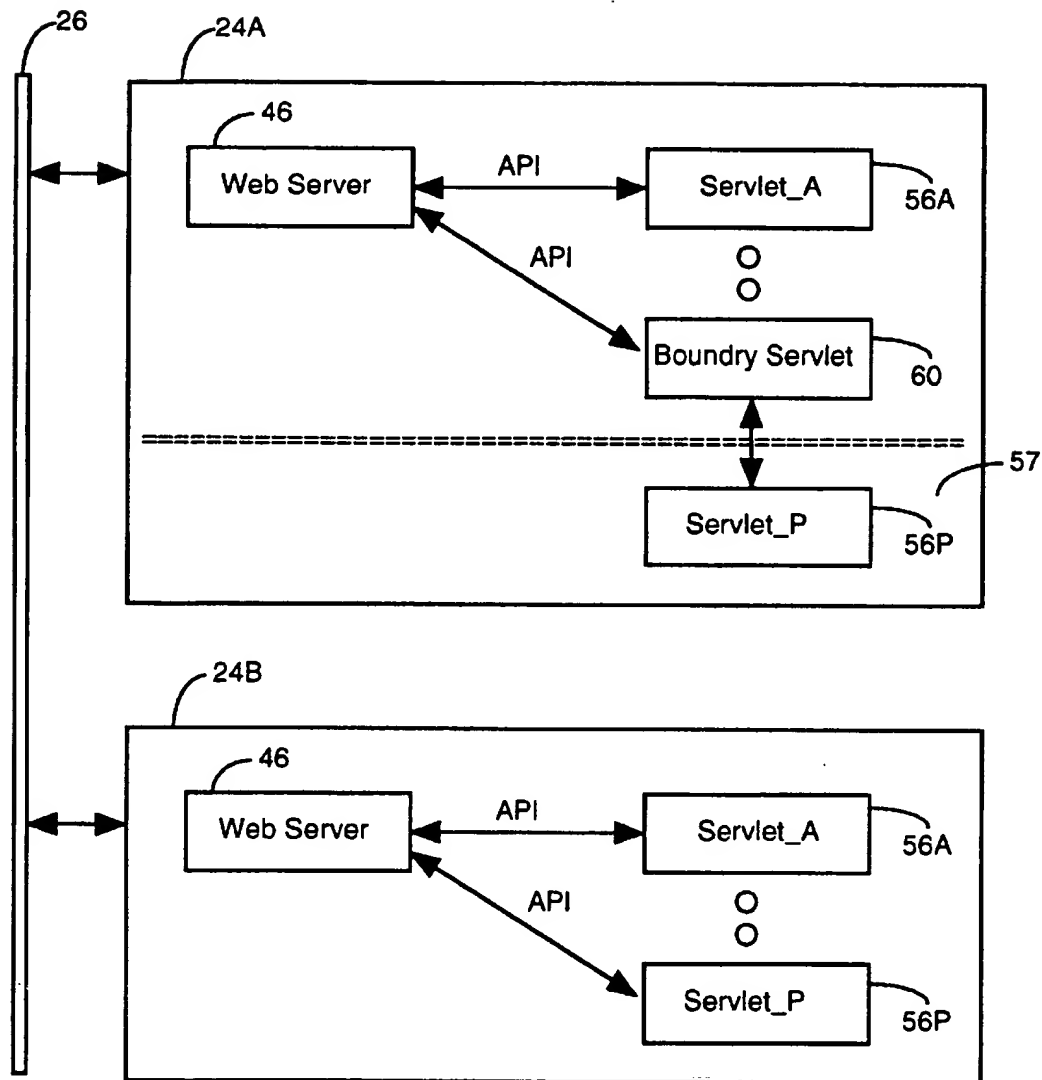 26
24A
46
Web Server
API
Servlet_A
56A
API
Boundry Servlet
60
57
Servlet_P
56P
24B
46
Web Server
API
Servlet_A
56A
API
Servlet_P
56P